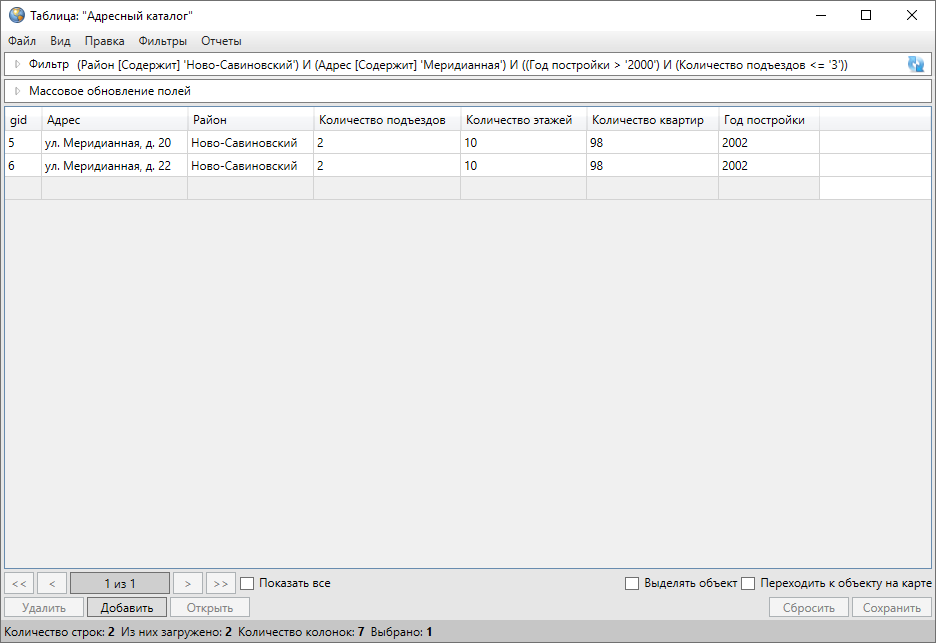 Таблица: "Адресный каталог"
Файл Вид Правка Фильтры Отчеты
Фильтр (Район [Содержит] 'Ново-Савиновский') И (Адрес [Содержит] 'Меридианная') И ((Год постройки > '2000') И (Количество подъездов <= '3'))
Массовое обновление полей
gid Адрес Район Количество подъездов Количество этажей Количество квартир Год постройки
5 ул. Меридианная, д. 20 Ново-Савиновский 2 10 98 2002
6 ул. Меридианная, д. 22 Ново-Савиновский 2 10 98 2002
<< < 1 из 1 > >> Показать все Выделять объект Переходить к объекту на карте
Удалить Добавить Открыть Сбросить Сохранить
Количество строк: 2 Из них загружено: 2 Количество колонок: 7 Выбрано: 1